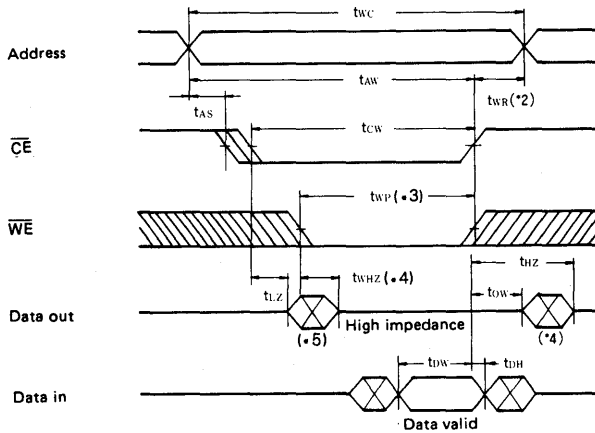 tWC
Address
tAW
tWR(*2)
tAS
tCW
CE
tWP (*3)
WE
tHZ
tLZ
tWHZ (*4)
tOW
Data out
(*5)
High impedance
(*4)
tDW
tDH
Data in
Data valid